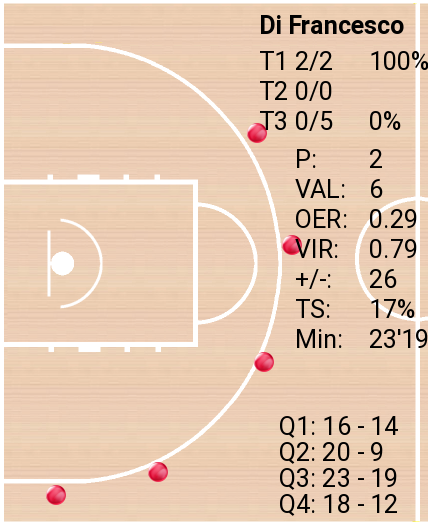 Di Francesco
T1 2/2 100%
T2 0/0
T3 0/5 0%
P: 2
VAL: 6
OER: 0.29
VIR: 0.79
+/-: 26
TS: 17%
Min: 23'19
Q1: 16 - 14
Q2: 20 - 9
Q3: 23 - 19
Q4: 18 - 12